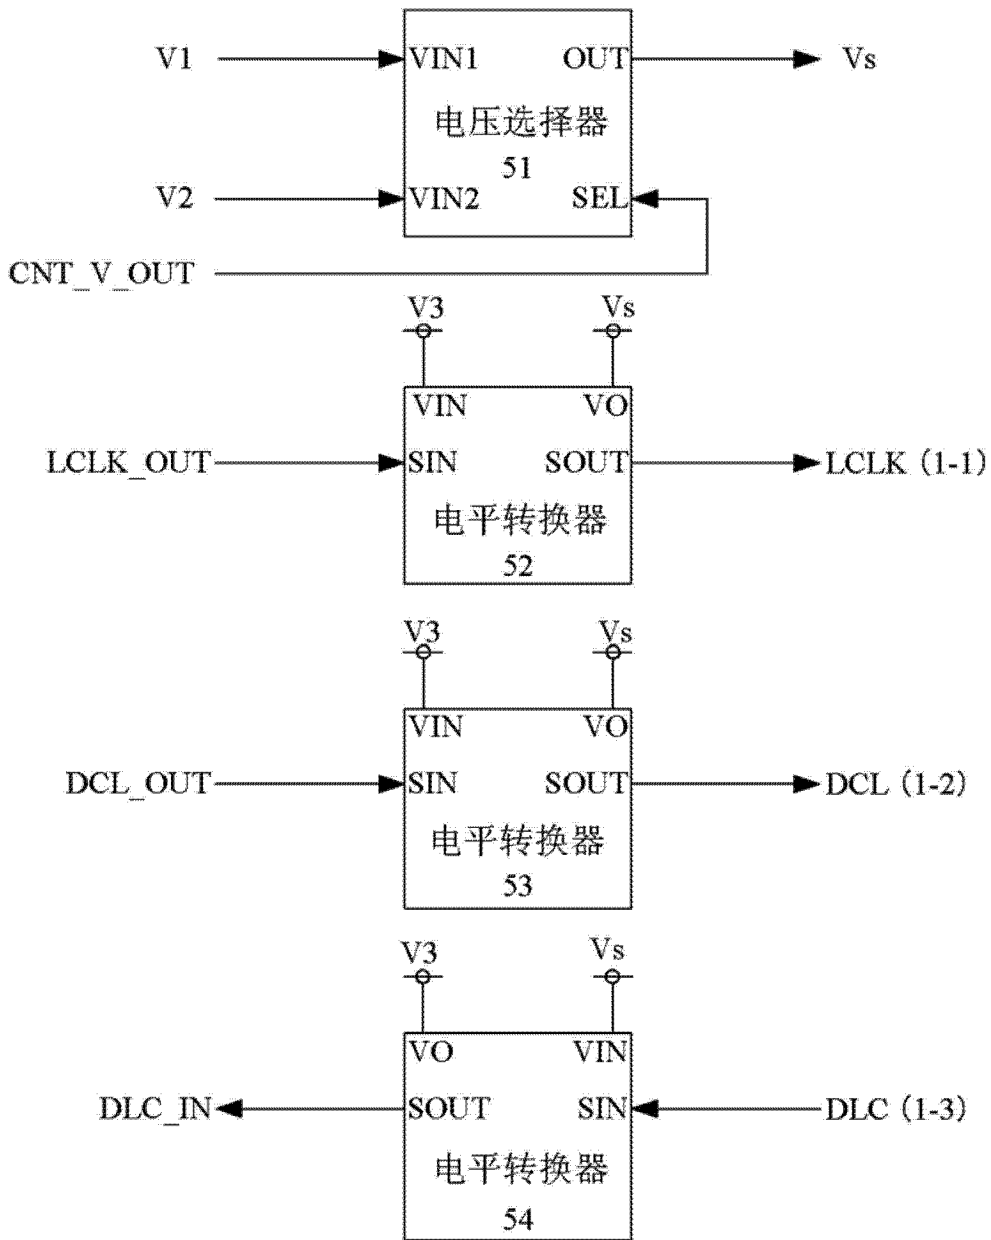 V1 VIN1 OUT Vs
电压选择器
51
V2 VIN2 SEL
CNT_V_OUT
V3 Vs
VIN VO
LCLK_OUT SIN SOUT LCLK (1-1)
电平转换器
52
V3 Vs
VIN VO
DCL_OUT SIN SOUT DCL (1-2)
电平转换器
53
V3 Vs
VO VIN
DLC_IN SOUT SIN DLC (1-3)
电平转换器
54